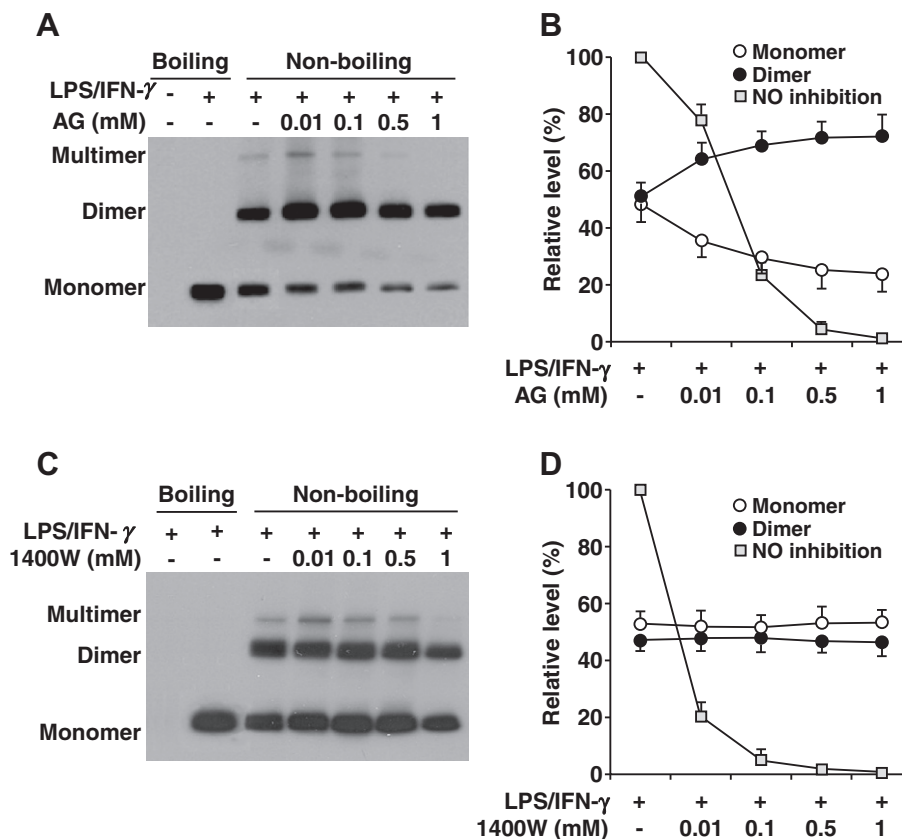 A
Boiling Non-boiling
LPS/IFN-γ - + + + + + +
AG (mM) - - - 0.01 0.1 0.5 1
Multimer
Dimer
Monomer
B
Relative level (%)
100
80
60
40
20
0
Monomer
Dimer
NO inhibition
LPS/IFN-γ + + + + +
AG (mM) - 0.01 0.1 0.5 1
C
Boiling Non-boiling
LPS/IFN-γ + + + + + + +
1400W (mM) - - - 0.01 0.1 0.5 1
Multimer
Dimer
Monomer
D
Relative level (%)
100
80
60
40
20
0
Monomer
Dimer
NO inhibition
LPS/IFN-γ + + + + +
1400W (mM) - 0.01 0.1 0.5 1